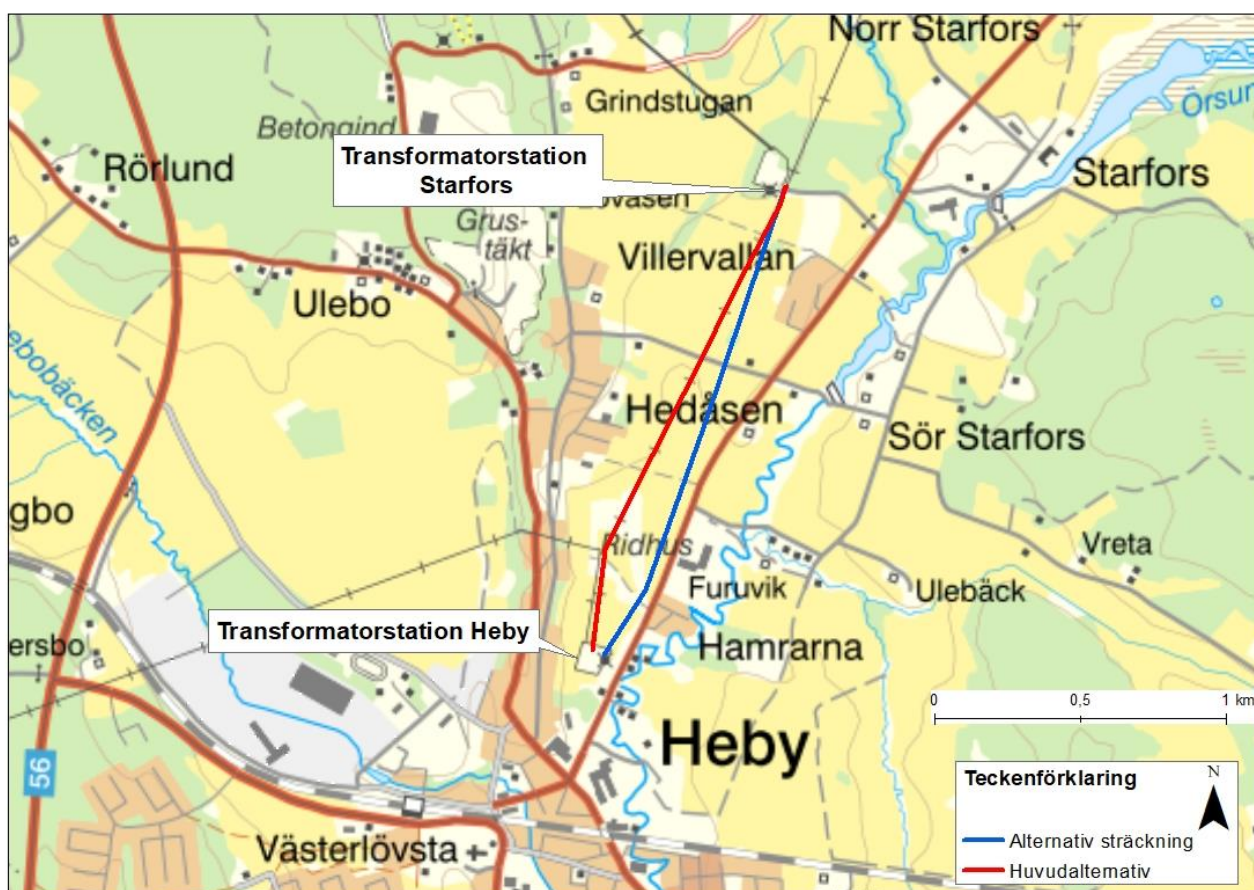 Norr Starfors
Grindstugan
Betongind
Örsun
Transformatorstation
Starfors
Rörlund
Starfors
Grus-
täkt
Villervallan
Ulebo
ebobäcken
Hedåsen
Sör Starfors
gbo
Ridhus
Vreta
Furuvik
Ulebäck
Transformatorstation Heby
ersbo
Hamrarna
0 0,5 1 km
Heby
56
Teckenförklaring
N
Alternativ sträckning
Huvudalternativ
Västerlövsta